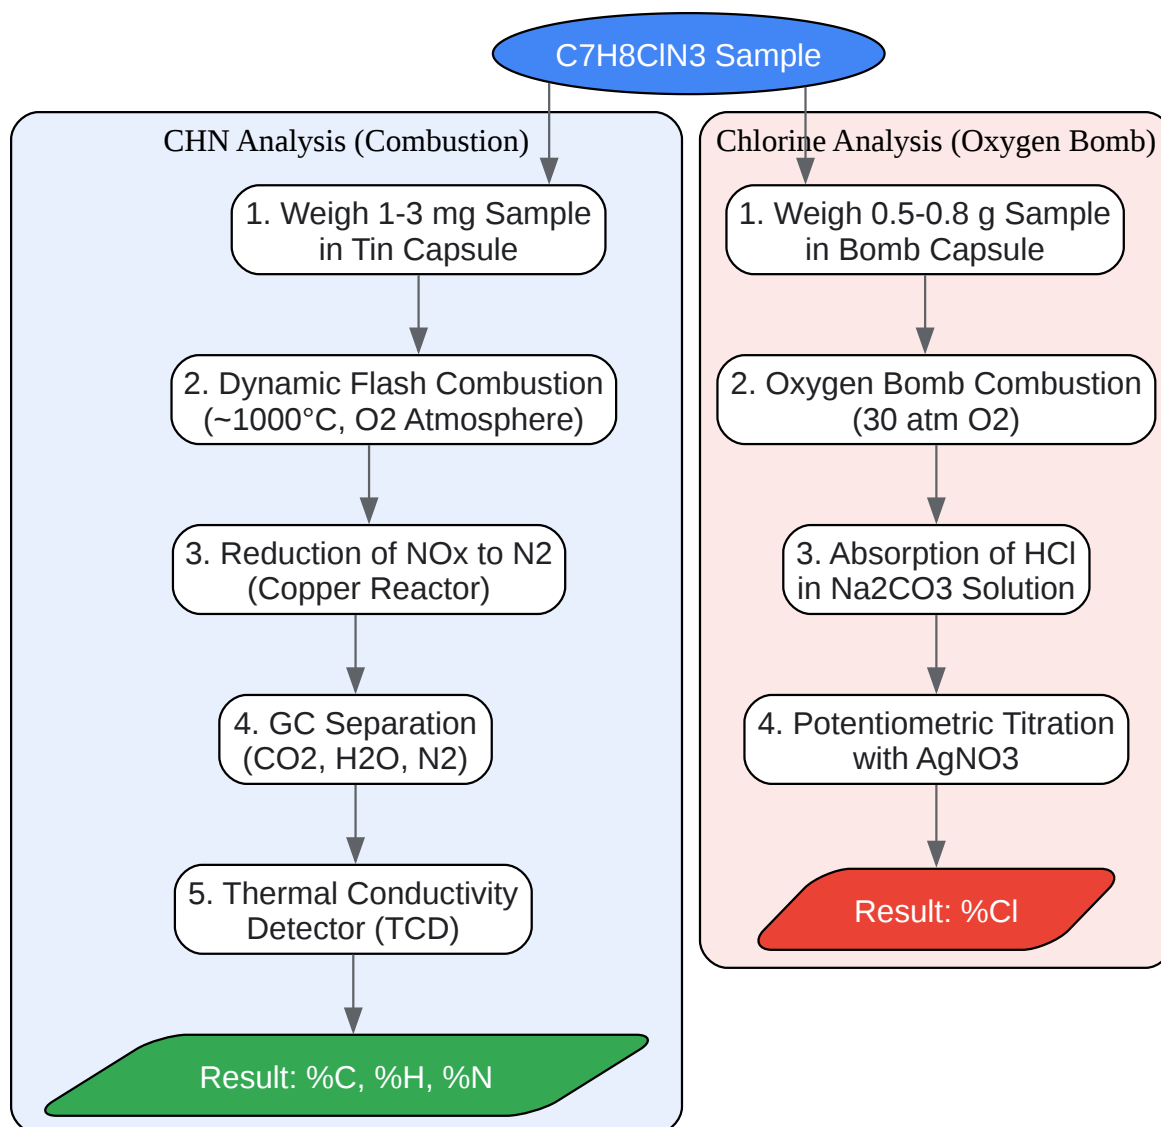 C7H8ClN3 Sample
CHN Analysis (Combustion)
1. Weigh 1-3 mg Sample
in Tin Capsule
2. Dynamic Flash Combustion
(~1000°C, O2 Atmosphere)
3. Reduction of NOx to N2
(Copper Reactor)
4. GC Separation
(CO2, H2O, N2)
5. Thermal Conductivity
Detector (TCD)
Result: %C, %H, %N
Chlorine Analysis (Oxygen Bomb)
1. Weigh 0.5-0.8 g Sample
in Bomb Capsule
2. Oxygen Bomb Combustion
(30 atm O2)
3. Absorption of HCl
in Na2CO3 Solution
4. Potentiometric Titration
with AgNO3
Result: %Cl